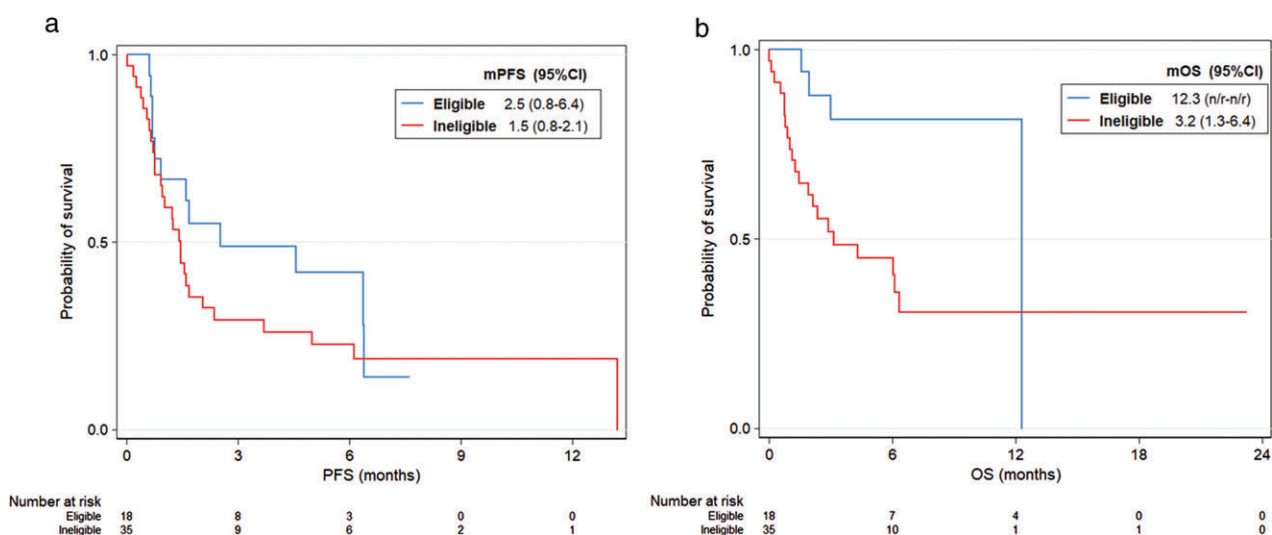 a
mPFS (95%CI)
Eligible 2.5 (0.8-6.4)
Ineligible 1.5 (0.8-2.1)
1.0
0.5
0.0
Probability of survival
0 3 6 9 12
PFS (months)
Number at risk
Eligible 18 8 3 0 0
Ineligible 35 9 6 2 1
b
mOS (95%CI)
Eligible 12.3 (n/r-n/r)
Ineligible 3.2 (1.3-6.4)
1.0
0.5
0.0
Probability of survival
0 6 12 18 24
OS (months)
Number at risk
Eligible 18 7 4 0 0
Ineligible 35 10 1 1 0